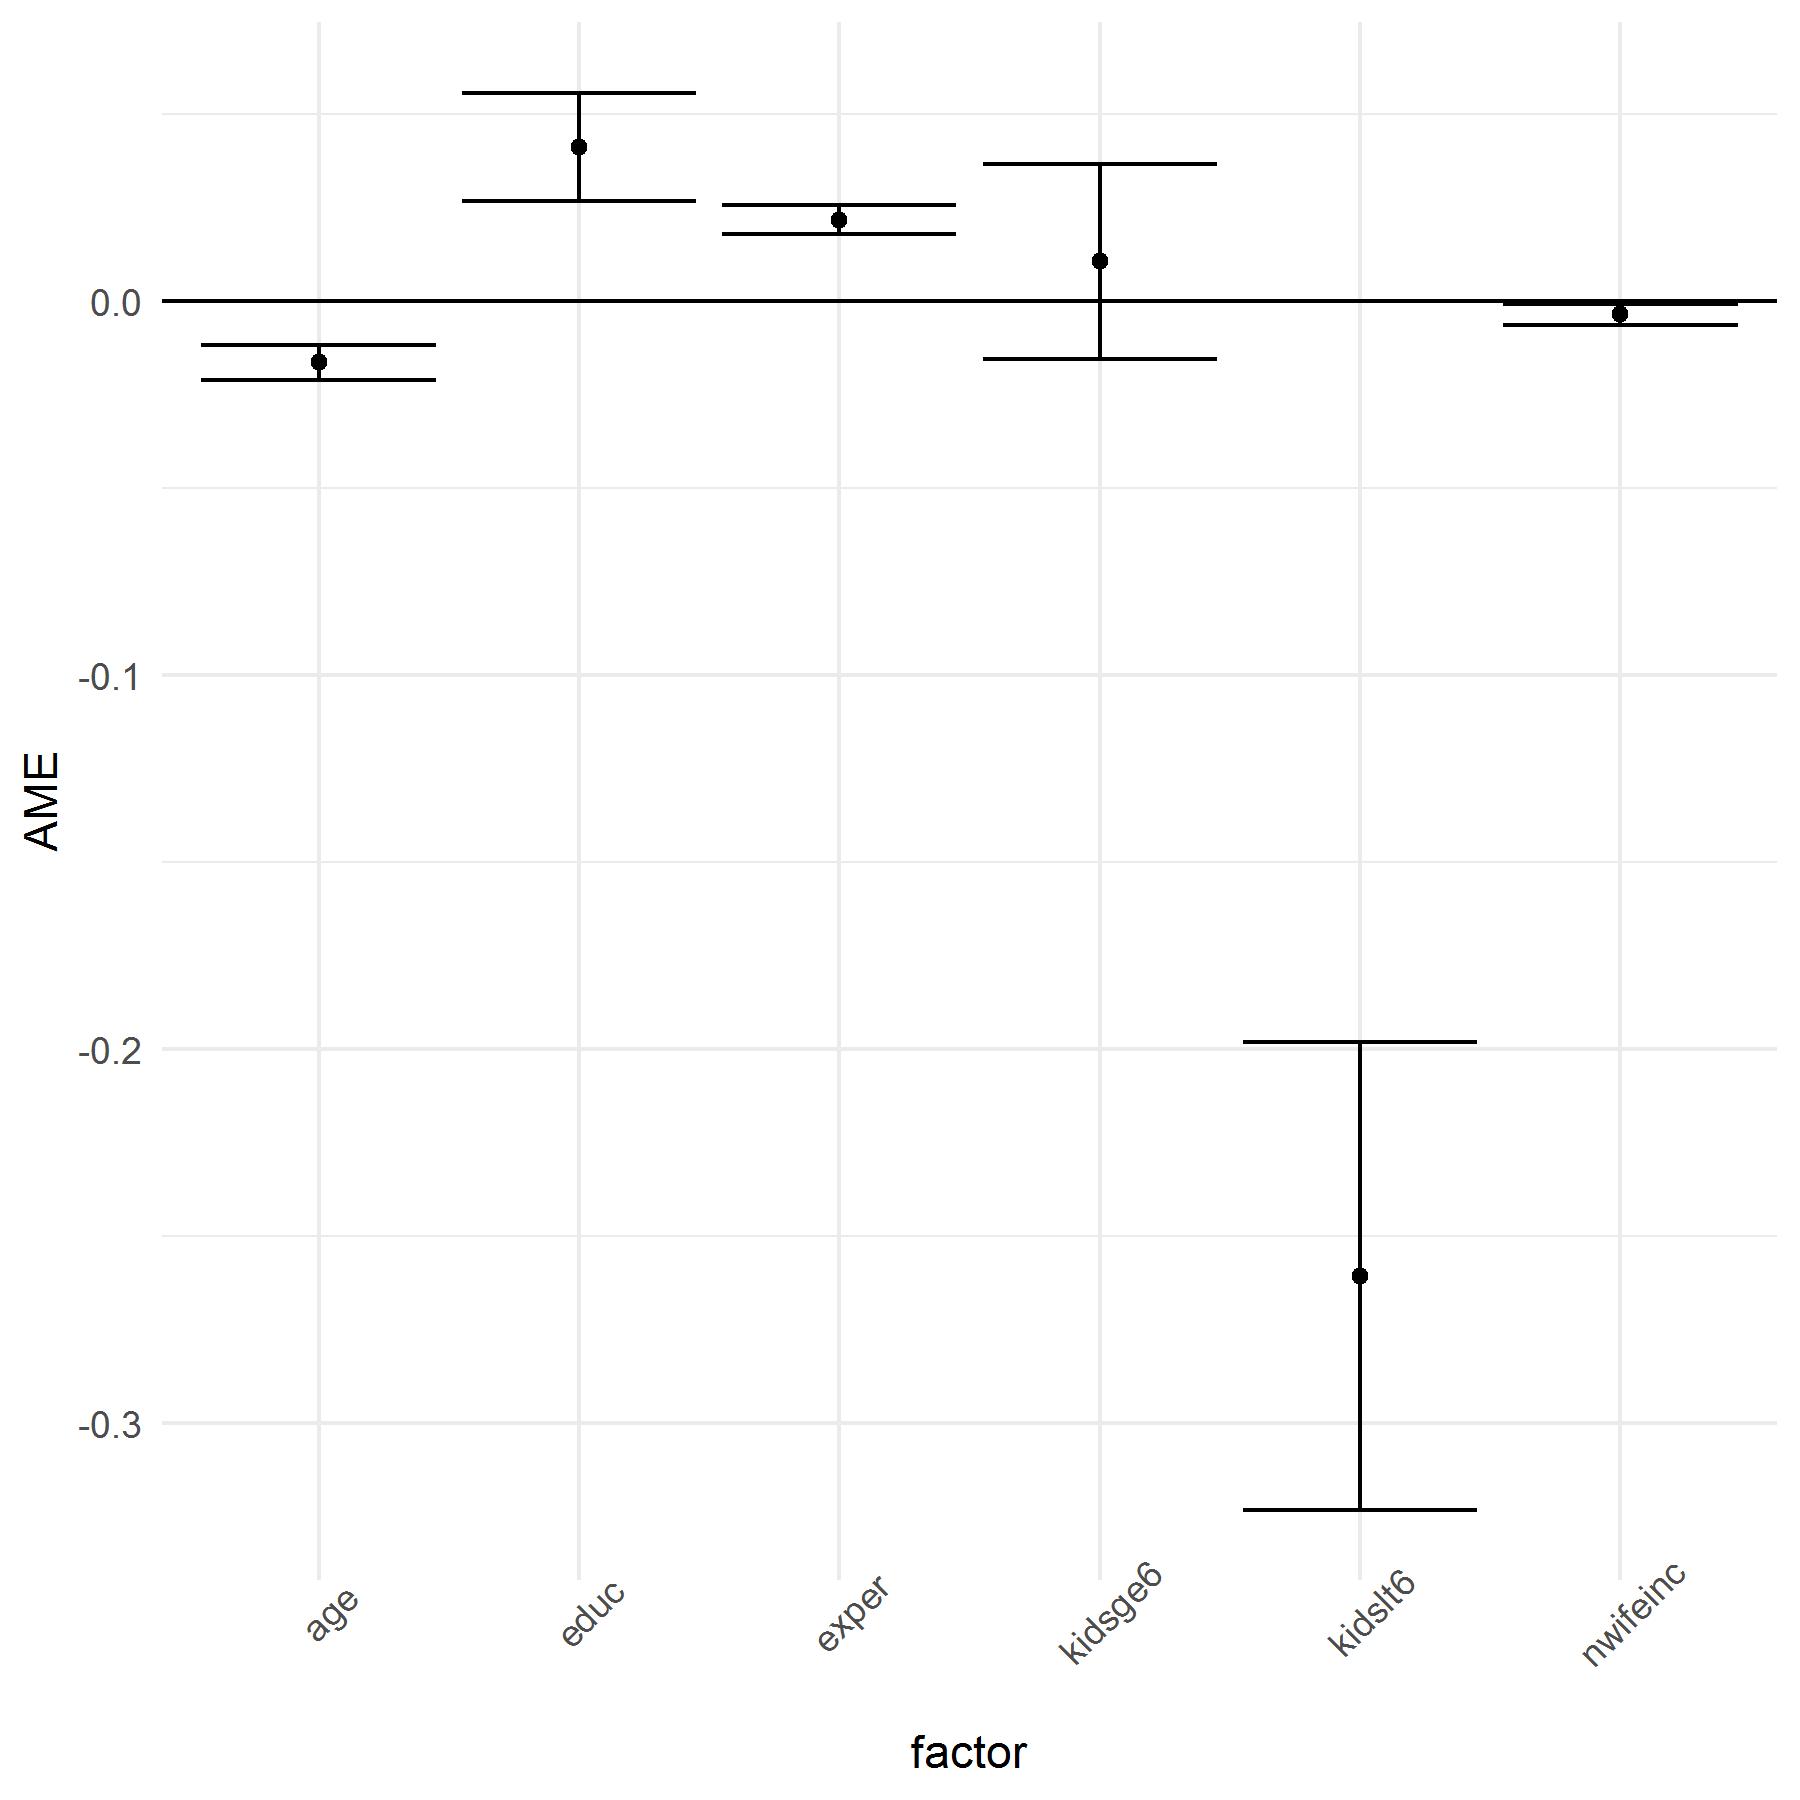 0.0
-0.1
-0.2
-0.3
AME
age
educ
exper
kidsge6
kidslt6
nwifeinc
factor